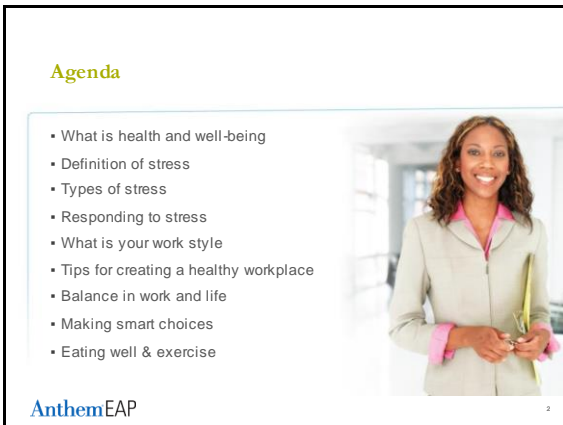 Agenda
▪ What is health and well-being
▪ Definition of stress
▪ Types of stress
▪ Responding to stress
▪ What is your work style
▪ Tips for creating a healthy workplace
▪ Balance in work and life
▪ Making smart choices
▪ Eating well & exercise
Anthem EAP
2